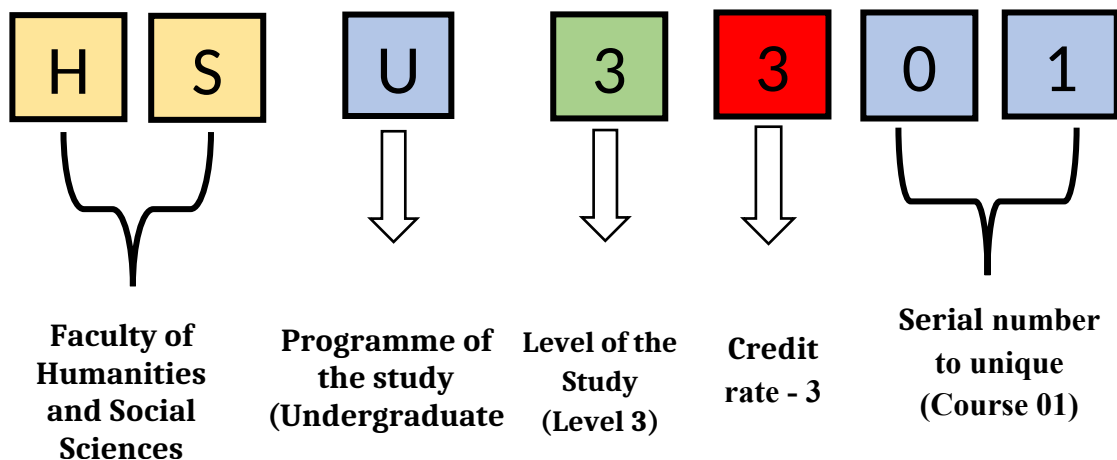 H S U 3 3 0 1
Faculty of
Humanities
and Social
Sciences
Programme of
the study
(Undergraduate
Level of the
Study
(Level 3)
Credit
rate - 3
Serial number
to unique
(Course 01)